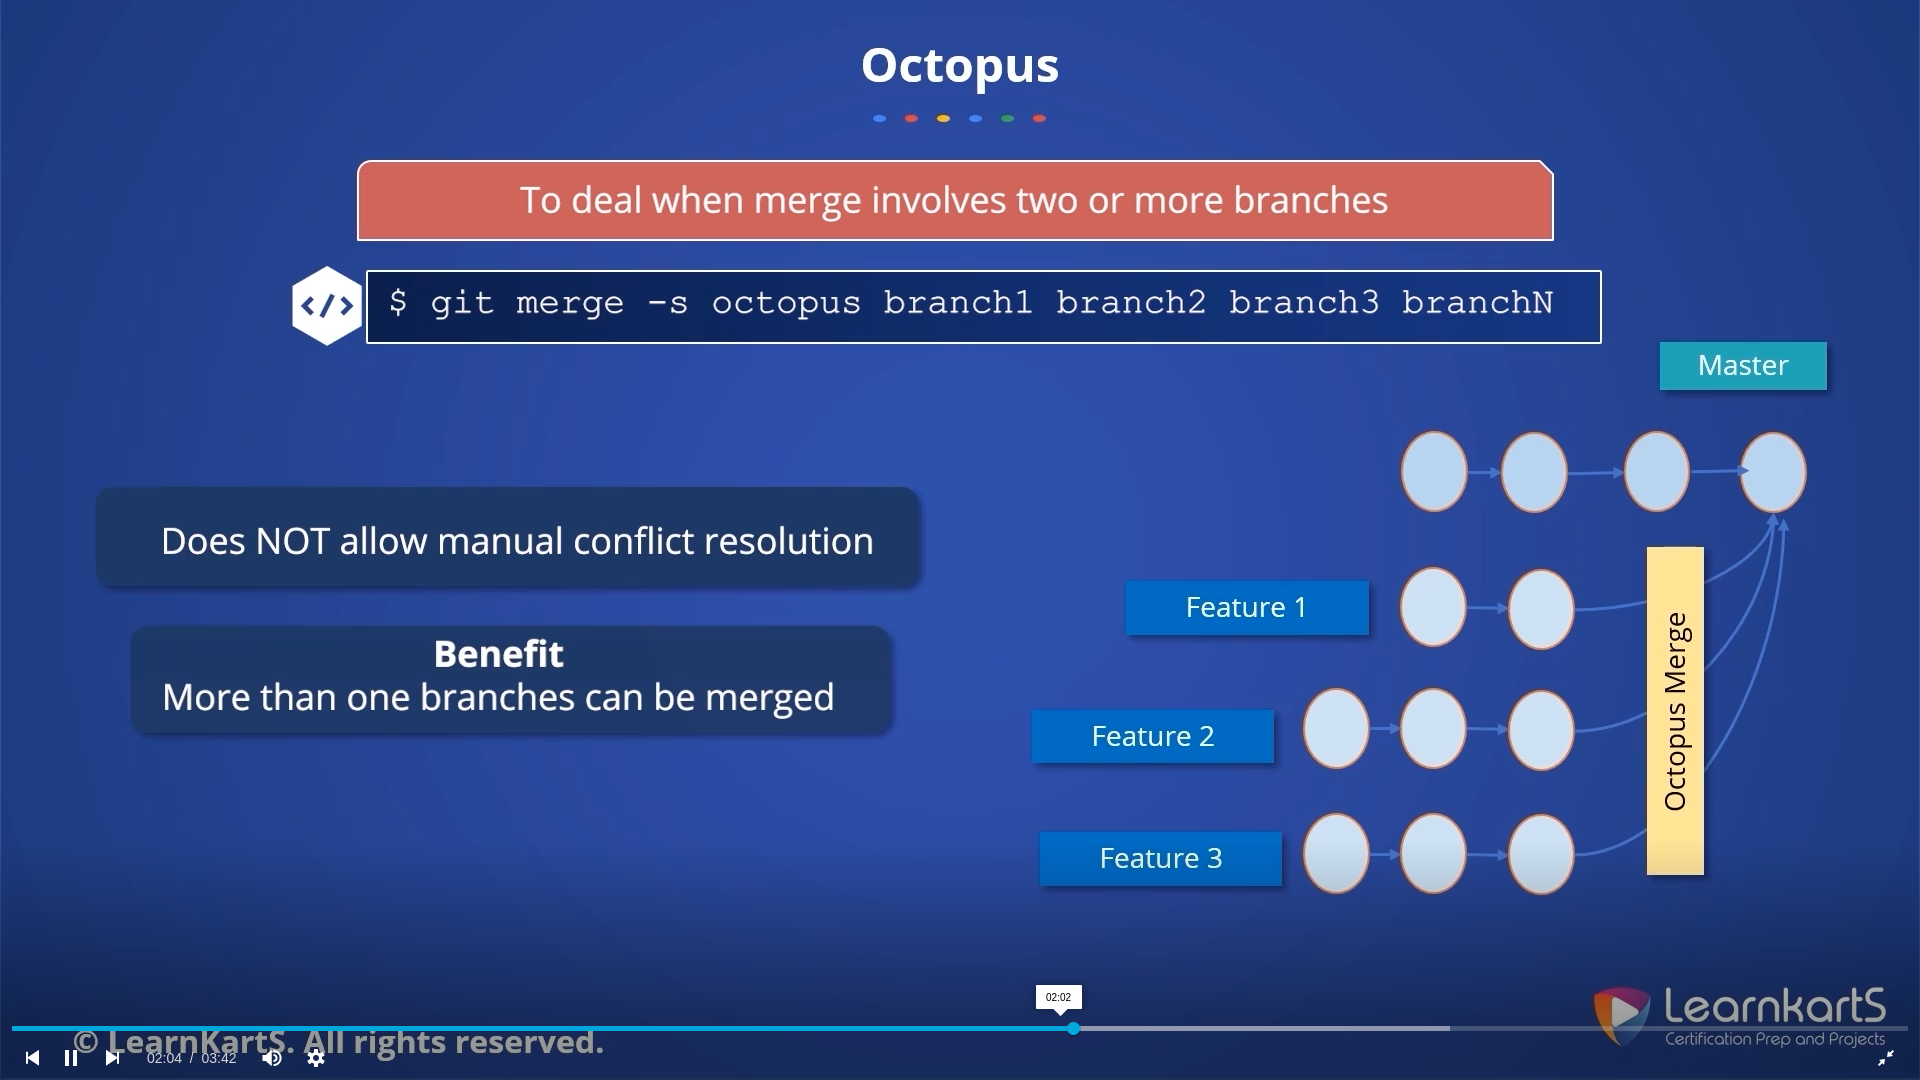 Octopus
To deal when merge involves two or more branches
</>
$ git merge -s octopus branch1 branch2 branch3 branchN
Master
Does NOT allow manual conflict resolution
Feature 1
Benefit
More than one branches can be merged
Feature 2
Octopus Merge
Feature 3
02:02
LearnkartS
Certification Prep and Projects
© LearnKartS. All rights reserved.
02:04 / 03:42